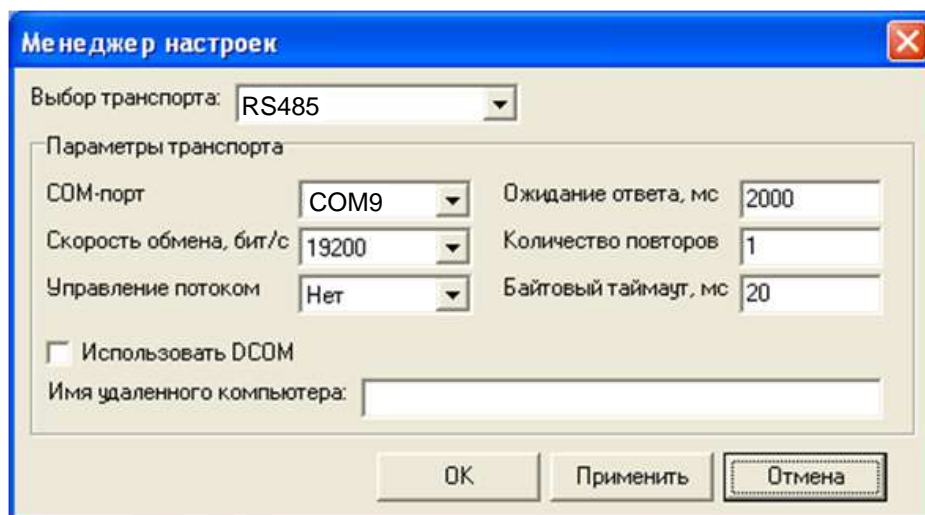 Менеджер настроек
Выбор транспорта: RS485
Параметры транспорта
COM-порт COM9 Ожидание ответа, мс 2000
Скорость обмена, бит/с 19200 Количество повторов 1
Управление потоком Нет Байтовый таймаут, мс 20
Использовать DCOM
Имя удаленного компьютера:
OK Применить Отмена